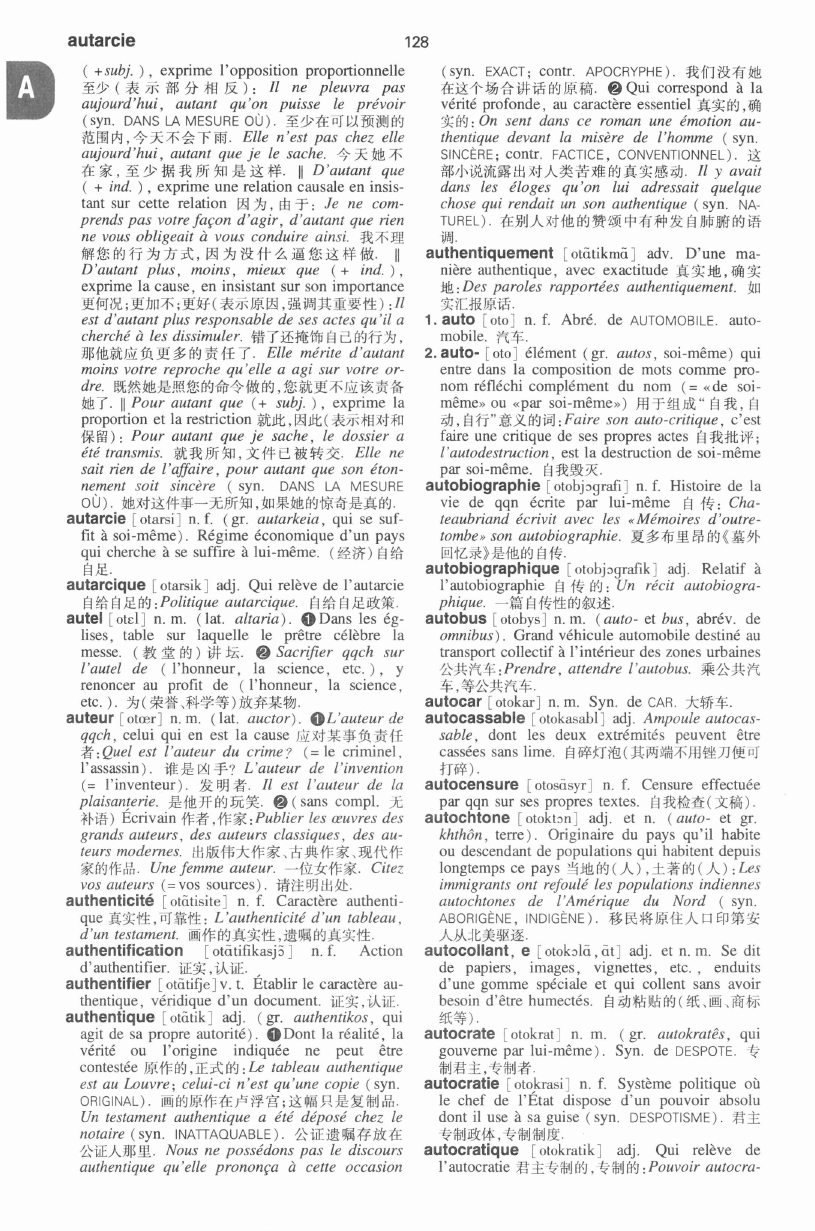 autarcie
128
A
( +subj. ) , exprime l'opposition proportionnelle
至少 ( 表 示 部 分 相 反 ) : Il ne pleuvra pas
aujourd'hui, autant qu'on puisse le prévoir
(syn. DANS LA MESURE OÙ). 至少在可以预测的
范围内,今天不会下雨. Elle n'est pas chez elle
aujourd'hui, autant que je le sache. 今 天 她 不
在 家 , 至 少 据 我 所 知 是 这 样. ‖ D'autant que
( + ind. ) , exprime une relation causale en insis-
tant sur cette relation 因 为 , 由 于 : Je ne com-
prends pas votre façon d'agir, d'autant que rien
ne vous obligeait à vous conduire ainsi. 我不理
解您的行为方式, 因为没什么逼您这样做. ‖
D'autant plus, moins, mieux que ( + ind. ) ,
exprime la cause, en insistant sur son importance
更何况;更加不;更好(表示原因,强调其重要性) : Il
est d'autant plus responsable de ses actes qu'il a
cherché à les dissimuler. 错了还掩饰自己的行为,
那他就应负更多的责任了. Elle mérite d'autant
moins votre reproche qu'elle a agi sur votre or-
dre. 既然她是照您的命令做的,您就更不应该责备
她了. ‖ Pour autant que (+ subj. ) , exprime la
proportion et la restriction 就此,因此(表示相对和
保留) : Pour autant que je sache, le dossier a
été transmis. 就我所知,文件已被转交. Elle ne
sait rien de l'affaire, pour autant que son éton-
nement soit sincère ( syn. DANS LA MESURE
OÙ). 她对这件事一无所知,如果她的惊奇是真的.
autarcie [otarsi] n. f. ( gr. autarkeia, qui se suf-
fit à soi-même). Régime économique d'un pays
qui cherche à se suffire à lui-même. (经济)自给
自足.
autarcique [otarsik] adj. Qui relève de l'autarcie
自给自足的: Politique autarcique. 自给自足政策.
autel [otɛl] n. m. ( lat. altaria). ❶Dans les ég-
lises, table sur laquelle le prêtre célèbre la
messe. (教堂的) 讲坛. ❷ Sacrifier qqch sur
l'autel de ( l'honneur, la science, etc. ) , y
renoncer au profit de ( l'honneur, la science,
etc. ). 为(荣誉、科学等)放弃某物.
auteur [otœr] n. m. ( lat. auctor). ❶L'auteur de
qqch, celui qui en est la cause 应对某事负责任
者: Quel est l'auteur du crime? (= le criminel,
l'assassin). 谁是凶手? L'auteur de l'invention
(= l'inventeur). 发明者. Il est l'auteur de la
plaisanterie. 是他开的玩笑. ❷(sans compl. 无
补语) Écrivain 作者,作家: Publier les œuvres des
grands auteurs, des auteurs classiques, des au-
teurs modernes. 出版伟大作家、古典作家、现代作
家的作品. Une femme auteur. 一位女作家. Citez
vos auteurs (= vos sources). 请注明出处.
authenticité [otɑ̃tisite] n. f. Caractère authenti-
que 真实性,可靠性: L'authenticité d'un tableau,
d'un testament. 画作的真实性,遗嘱的真实性.
authentification [otɑ̃tifikasjɔ̃] n. f. Action
d'authentifier. 证实,认证.
authentifier [otɑ̃tifje] v. t. Établir le caractère au-
thentique, véridique d'un document. 证实,认证.
authentique [otɑ̃tik] adj. ( gr. authentikos, qui
agit de sa propre autorité). ❶Dont la réalité, la
vérité ou l'origine indiquée ne peut être
contestée 原作的,正式的: Le tableau authentique
est au Louvre; celui-ci n'est qu'une copie (syn.
ORIGINAL). 画的原作在卢浮宫;这幅只是复制品.
Un testament authentique a été déposé chez le
notaire (syn. INATTAQUABLE). 公证遗嘱存放在
公证人那里. Nous ne possédons pas le discours
authentique qu'elle prononça à cette occasion
(syn. EXACT; contr. APOCRYPHE). 我们没有她
在这个场合讲话的原稿. ❷Qui correspond à la
vérité profonde, au caractère essentiel 真实的,确
实的: On sent dans ce roman une émotion au-
thentique devant la misère de l'homme ( syn.
SINCÈRE; contr. FACTICE, CONVENTIONNEL). 这
部小说流露出对人类苦难的真实感动. Il y avait
dans les éloges qu'on lui adressait quelque
chose qui rendait un son authentique ( syn. NA-
TUREL). 在别人对他的赞颂中有种发自肺腑的语
调.
authentiquement [otɑ̃tikmɑ̃] adv. D'une ma-
nière authentique, avec exactitude 真实地,确实
地: Des paroles rapportées authentiquement. 如
实汇报原话.
1. auto [oto] n. f. Abré. de AUTOMOBILE. auto-
mobile. 汽车.
2. auto- [oto] élément (gr. autos, soi-même) qui
entre dans la composition de mots comme pro-
nom réfléchi complément du nom (= «de soi-
même» ou «par soi-même») 用于组成“自我,自
动,自行”意义的词: Faire son auto-critique, c'est
faire une critique de ses propres actes 自我批评;
l'autodestruction, est la destruction de soi-même
par soi-même. 自我毁灭.
autobiographie [otobjɔgrafi] n. f. Histoire de la
vie de qqn écrite par lui-même 自 传 : Cha-
teaubriand écrivit avec les «Mémoires d'outre-
tombe» son autobiographie. 夏多布里昂的《墓外
回忆录》是他的自传.
autobiographique [otobjɔgrafik] adj. Relatif à
l'autobiographie 自传的: Un récit autobiogra-
phique. 一篇自传性的叙述.
autobus [otobys] n. m. (auto- et bus, abrév. de
omnibus). Grand véhicule automobile destiné au
transport collectif à l'intérieur des zones urbaines
公共汽车: Prendre, attendre l'autobus. 乘公共汽
车,等公共汽车.
autocar [otokar] n. m. Syn. de CAR. 大轿车.
autocassable [otokasabl] adj. Ampoule autocas-
sable, dont les deux extrémités peuvent être
cassées sans lime. 自碎灯泡(其两端不用锉刀便可
打碎).
autocensure [otosɑ̃syr] n. f. Censure effectuée
par qqn sur ses propres textes. 自我检查(文稿).
autochtone [otoktɔn] adj. et n. ( auto- et gr.
khthôn, terre). Originaire du pays qu'il habite
ou descendant de populations qui habitent depuis
longtemps ce pays 当地的(人),土著的(人): Les
immigrants ont refoulé les populations indiennes
autochtones de l'Amérique du Nord ( syn.
ABORIGÈNE, INDIGÈNE). 移民将原住人口印第安
人从北美驱逐.
autocollant, e [otokɔlɑ̃, ɑ̃t] adj. et n. m. Se dit
de papiers, images, vignettes, etc. , enduits
d'une gomme spéciale et qui collent sans avoir
besoin d'être humectés. 自动粘贴的(纸、画、商标
纸等).
autocrate [otokrat] n. m. ( gr. autokratês, qui
gouverne par lui-même). Syn. de DESPOTE. 专
制君主,专制者.
autocratie [otokrasi] n. f. Système politique où
le chef de l'État dispose d'un pouvoir absolu
dont il use à sa guise (syn. DESPOTISME). 君主
专制政体,专制制度.
autocratique [otokratik] adj. Qui relève de
l'autocratie 君主专制的,专制的: Pouvoir autocra-